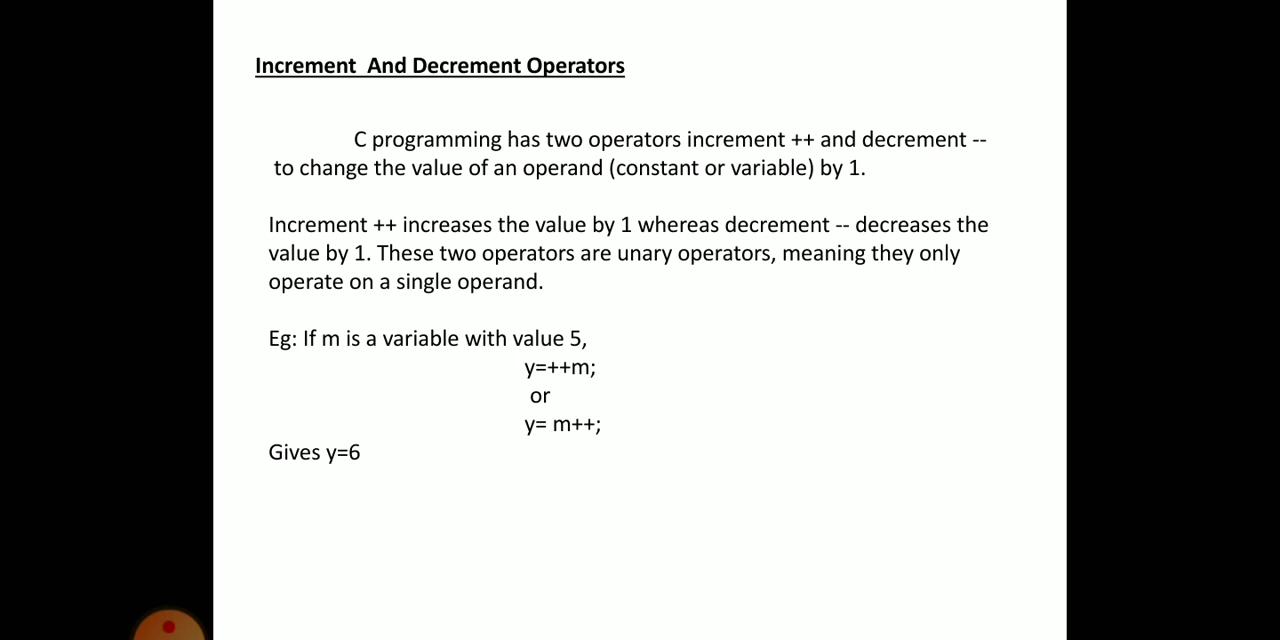 Increment  And Decrement Operators
C programming has two operators increment ++ and decrement --
to change the value of an operand (constant or variable) by 1.
Increment ++ increases the value by 1 whereas decrement -- decreases the
value by 1. These two operators are unary operators, meaning they only
operate on a single operand.
Eg: If m is a variable with value 5,
y=++m;
or
y= m++;
Gives y=6